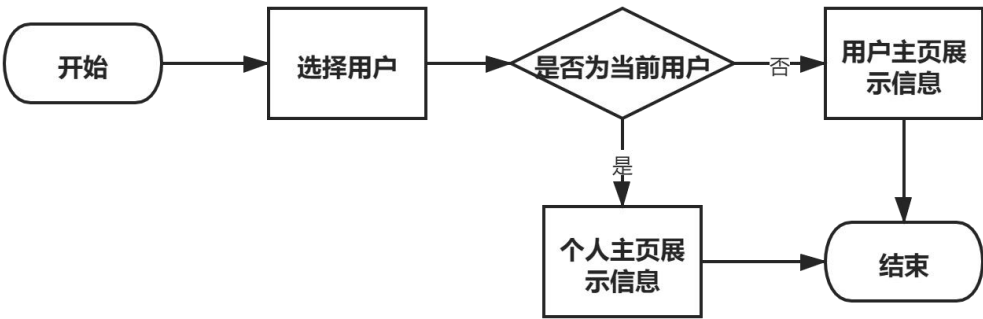 开始
选择用户
是否为当前用户
否
用户主页展
示信息
是
个人主页展
示信息
结束